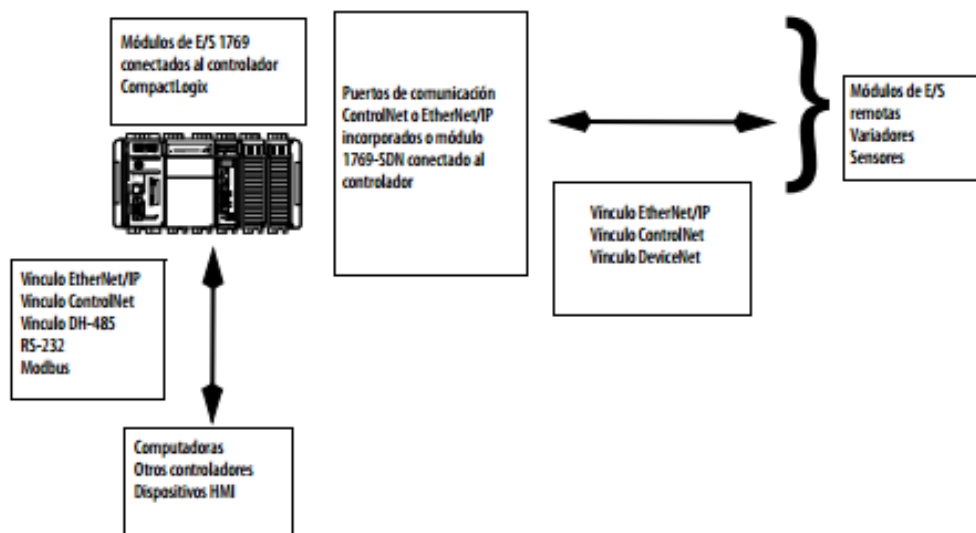 Módulos de E/S 1769
conectados al controlador
CompactLogix
Puertos de comunicación
ControlNet o EtherNet/IP
incorporados o módulo
1769-SDN conectado al
controlador
Módulos de E/S
remotas
Variadores
Sensores
Vínculo EtherNet/IP
Vínculo ControlNet
Vínculo DeviceNet
Vínculo EtherNet/IP
Vínculo ControlNet
Vínculo DH-485
RS-232
Modbus
Computadoras
Otros controladores
Dispositivos HMI